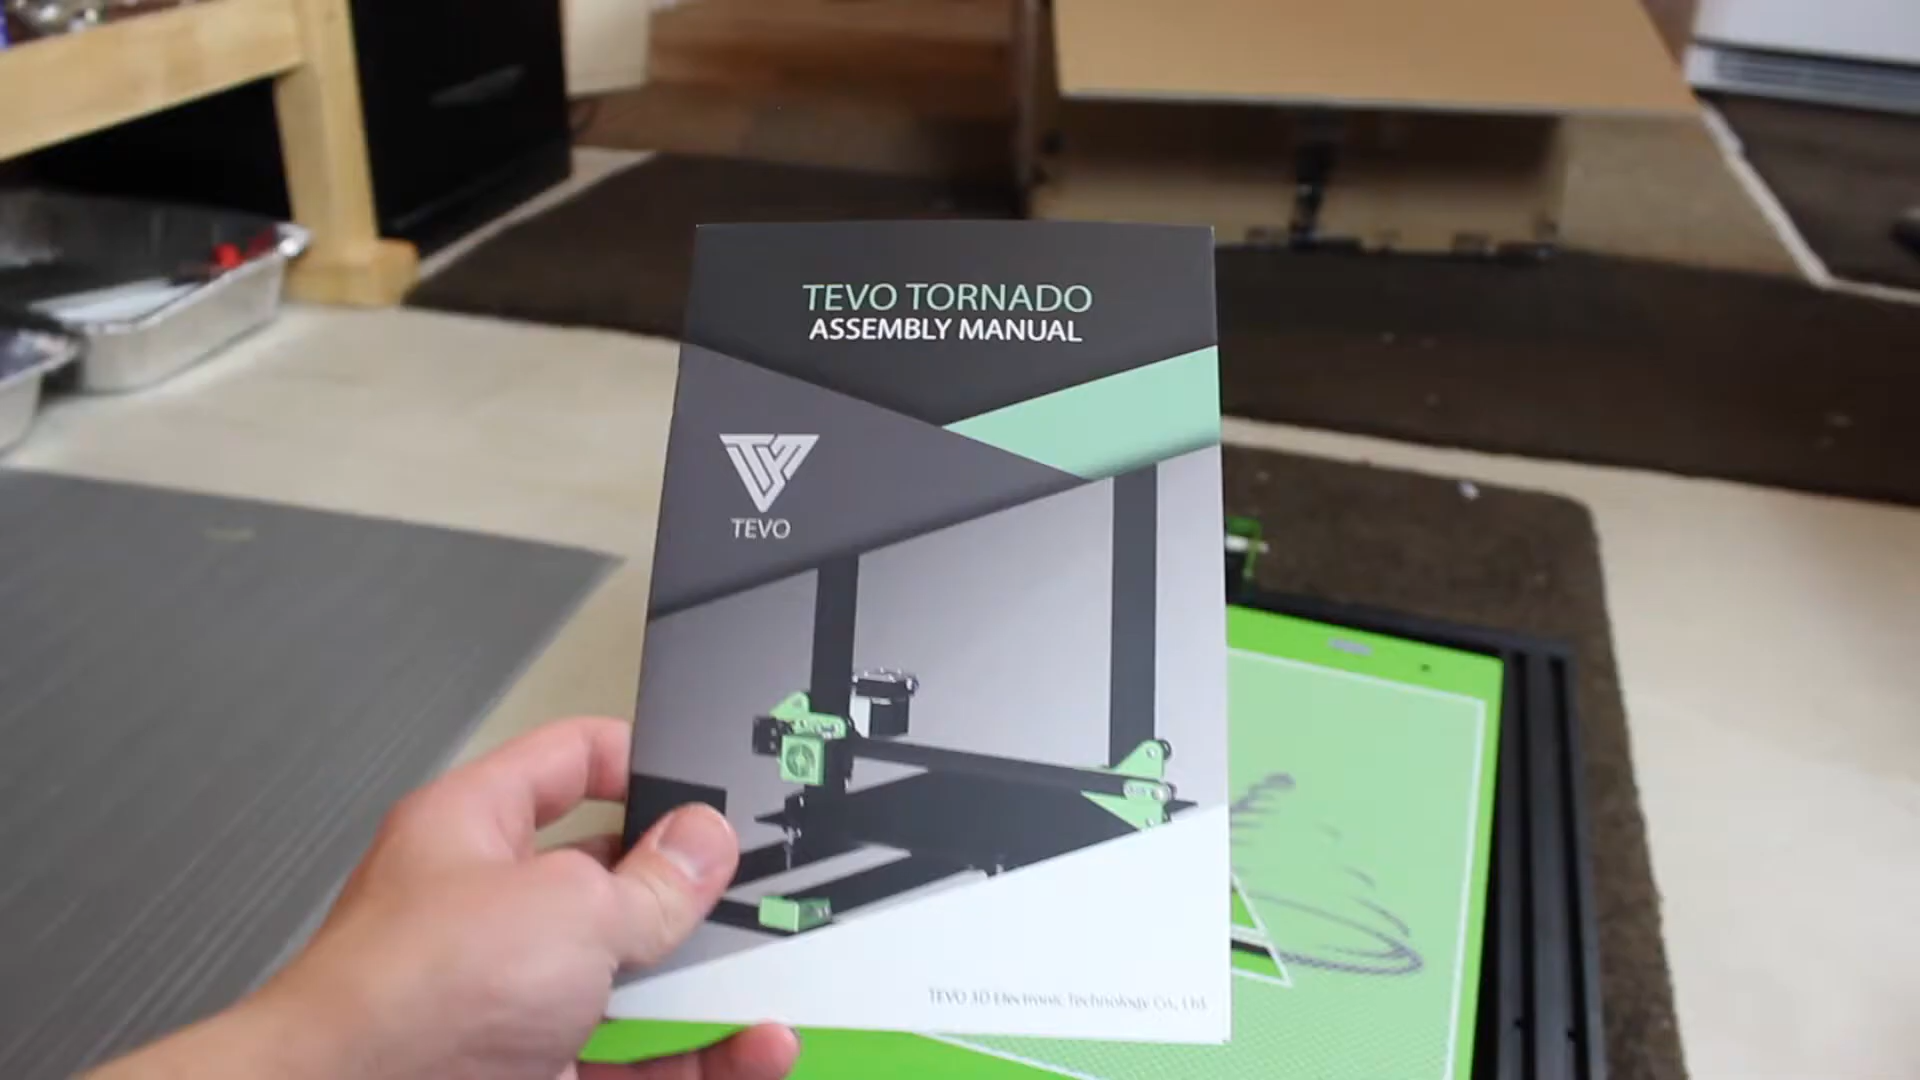 TEVO TORNADO
ASSEMBLY MANUAL
TEVO
TEVO 3D Electronic Technology Co., Ltd.